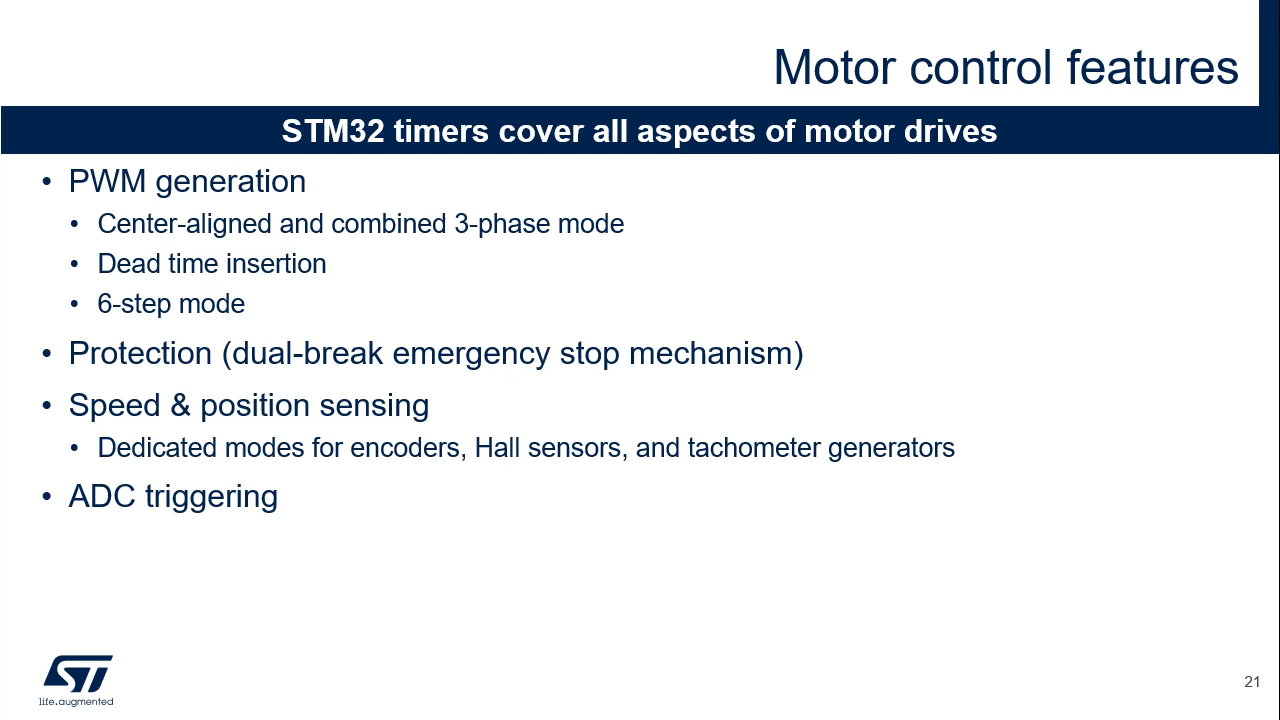 Motor control features
STM32 timers cover all aspects of motor drives
• PWM generation
• Center-aligned and combined 3-phase mode
• Dead time insertion
• 6-step mode
• Protection (dual-break emergency stop mechanism)
• Speed & position sensing
• Dedicated modes for encoders, Hall sensors, and tachometer generators
• ADC triggering
ST
life.augmented
21